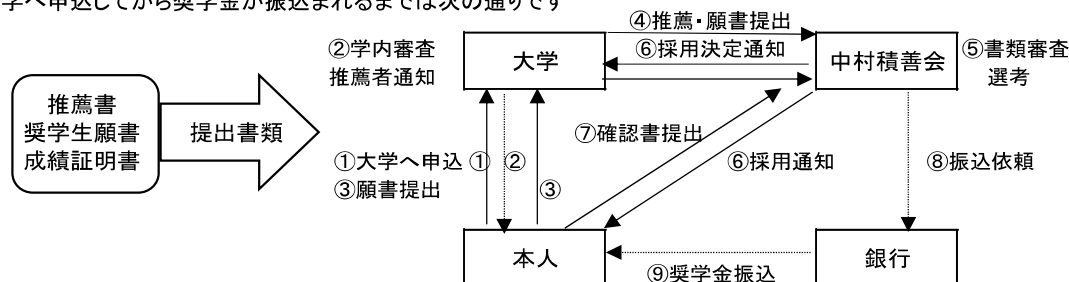 学へ申込してから奨学金が振込まれるまでは次の通りです
④推薦・願書提出
②学内審査
推薦者通知
大学
⑥採用決定通知
中村積善会
⑤書類審査
選考
推薦書
奨学生願書
成績証明書
提出書類
⑦確認書提出
①大学へ申込
①
②
③願書提出
③
⑥採用通知
⑧振込依頼
本人
銀行
⑨奨学金振込